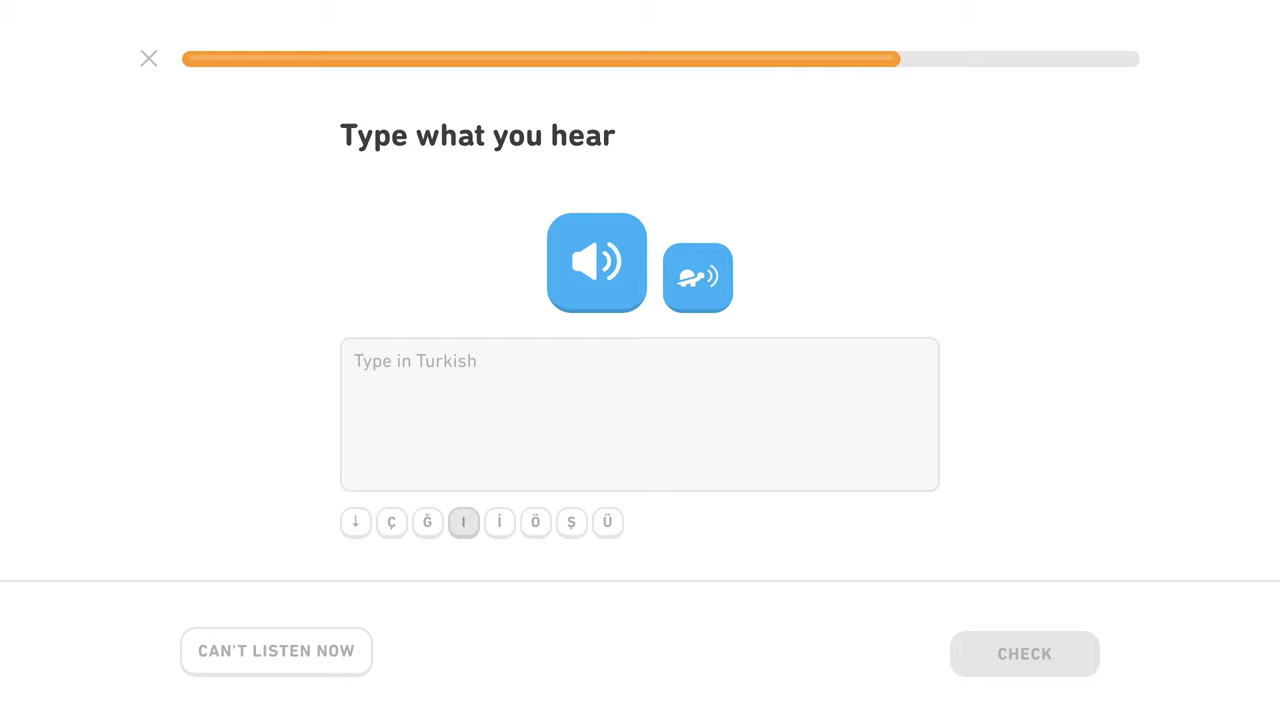 Type what you hear
Type in Turkish
↓ Ç Ğ I İ Ö Ş Ü
CAN'T LISTEN NOW
CHECK